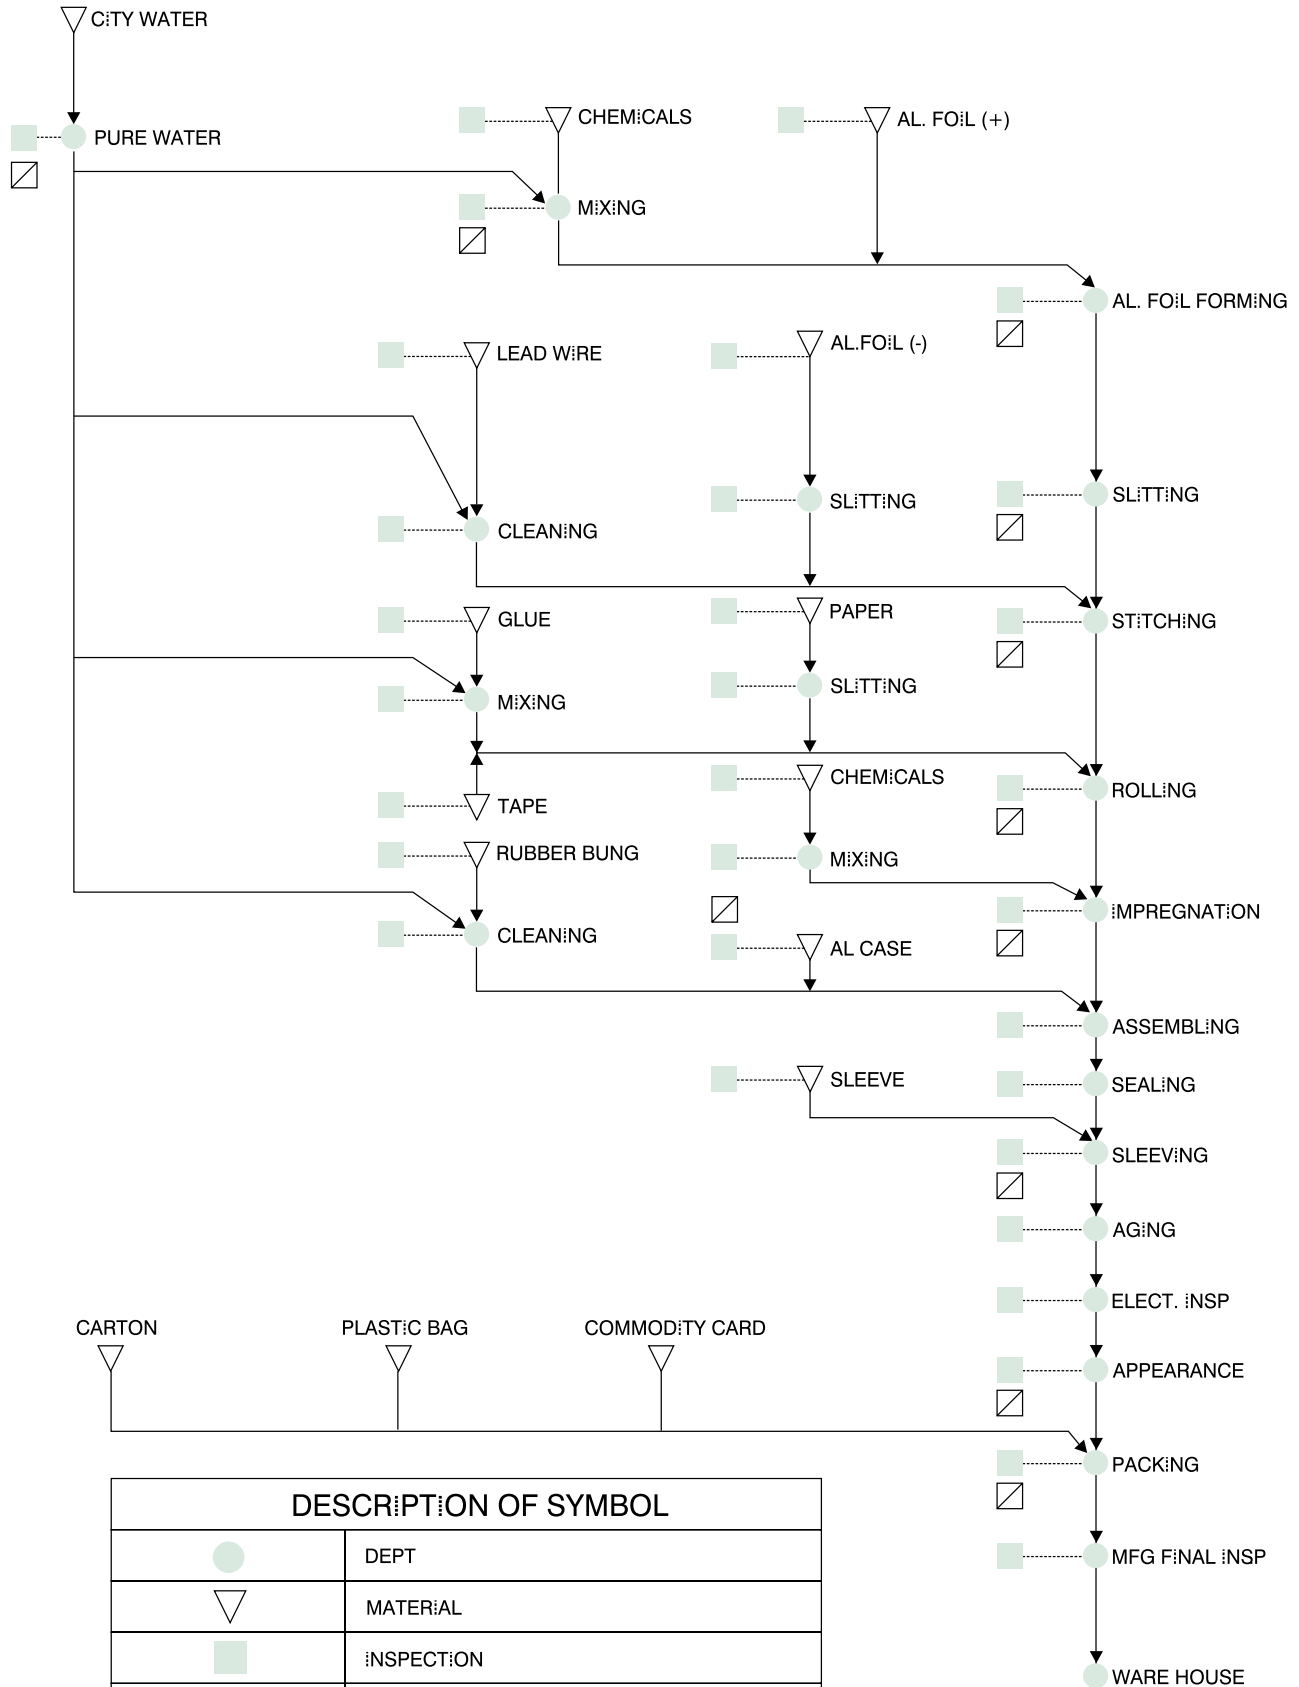 CITY WATER
CHEMICALS
AL. FOIL (+)
PURE WATER
MIXING
AL. FOIL FORMING
LEAD WIRE
AL.FOIL (-)
SLITTING
SLITTING
CLEANING
GLUE
PAPER
STITCHING
SLITTING
MIXING
CHEMICALS
ROLLING
TAPE
RUBBER BUNG
MIXING
IMPREGNATION
CLEANING
AL CASE
ASSEMBLING
SLEEVE
SEALING
SLEEVING
AGING
ELECT. INSP
CARTON
PLASTIC BAG
COMMODITY CARD
APPEARANCE
PACKING
DESCRIPTION OF SYMBOL
DEPT
MFG FINAL INSP
MATERIAL
INSPECTION
WARE HOUSE